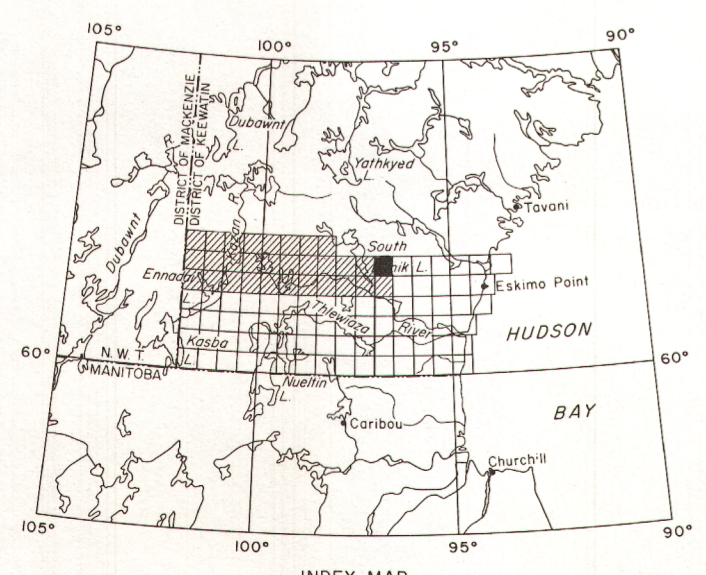 105°
100°
95°
90°
DISTRICT OF MACKENZIE
DISTRICT OF KEEWATIN
Dubawnt
L.
R.
Yathkyed
L.
Kazan R.
Dubawnt
Tavani
South
nik L.
Ennadai
L.
Eskimo Point
Thlewiaza River
HUDSON
Kasba
L.
60°
N. W. T.
MANITOBA
60°
Nueltin
L.
BAY
Caribou
Churchill
105°
100°
95°
90°
INDEX MAP